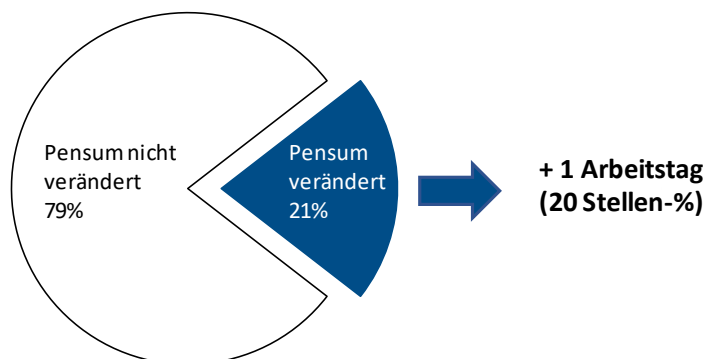 Pensum nicht
verändert
79%
Pensum
verändert
21%
+ 1 Arbeitstag
(20 Stellen-%)